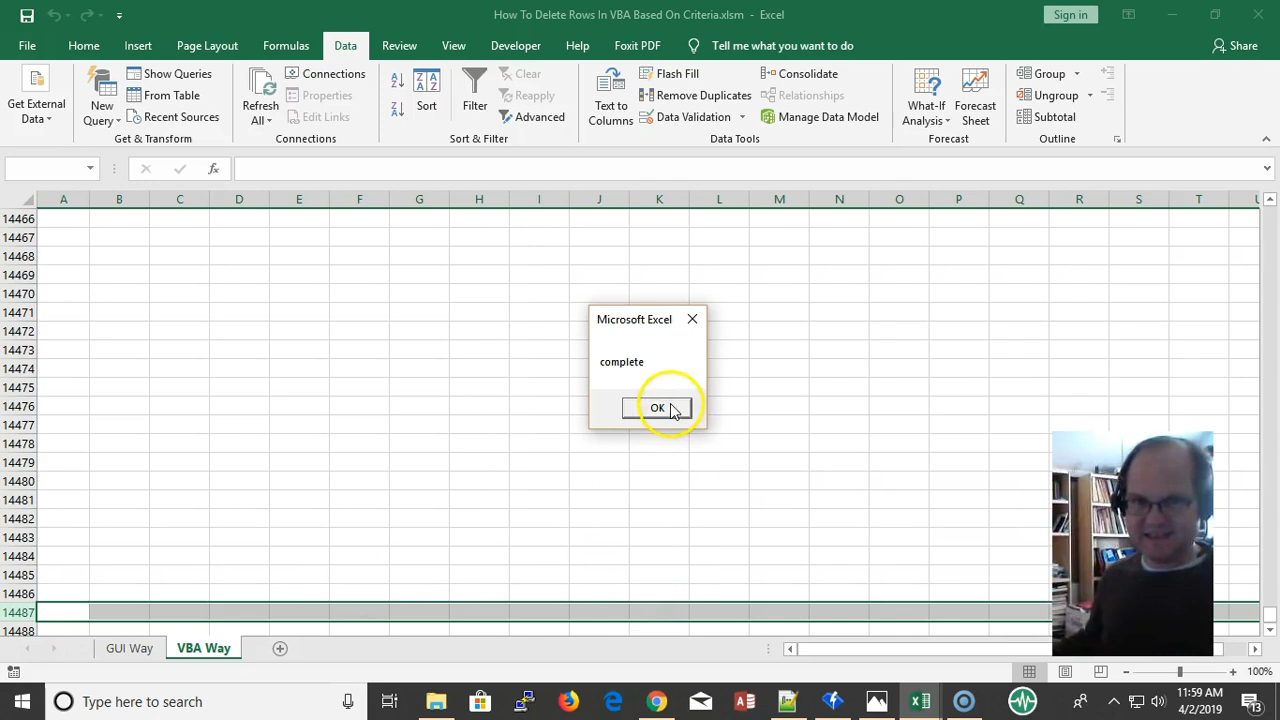 How To Delete Rows In VBA Based On Criteria.xlsm - Excel
Sign in
File Home Insert Page Layout Formulas Data Review View Developer Help Foxit PDF Tell me what you want to do Share
Get External Data
New Query
Show Queries
From Table
Recent Sources
Get & Transform
Refresh All
Connections
Properties
Edit Links
Connections
Sort
Filter
Clear
Reapply
Advanced
Sort & Filter
Text to Columns
Flash Fill
Remove Duplicates
Data Validation
Consolidate
Relationships
Manage Data Model
Data Tools
What-If Analysis
Forecast Sheet
Forecast
Group
Ungroup
Subtotal
Outline
fx
A B C D E F G H I J K L M N O P Q R S T U
14466
14467
14468
14469
14470
14471
14472
14473
14474
14475
14476
14477
14478
14479
14480
14481
14482
14483
14484
14485
14486
14487
14488
Microsoft Excel
complete
OK
GUI Way VBA Way
100%
Type here to search
11:59 AM
4/2/2019
13